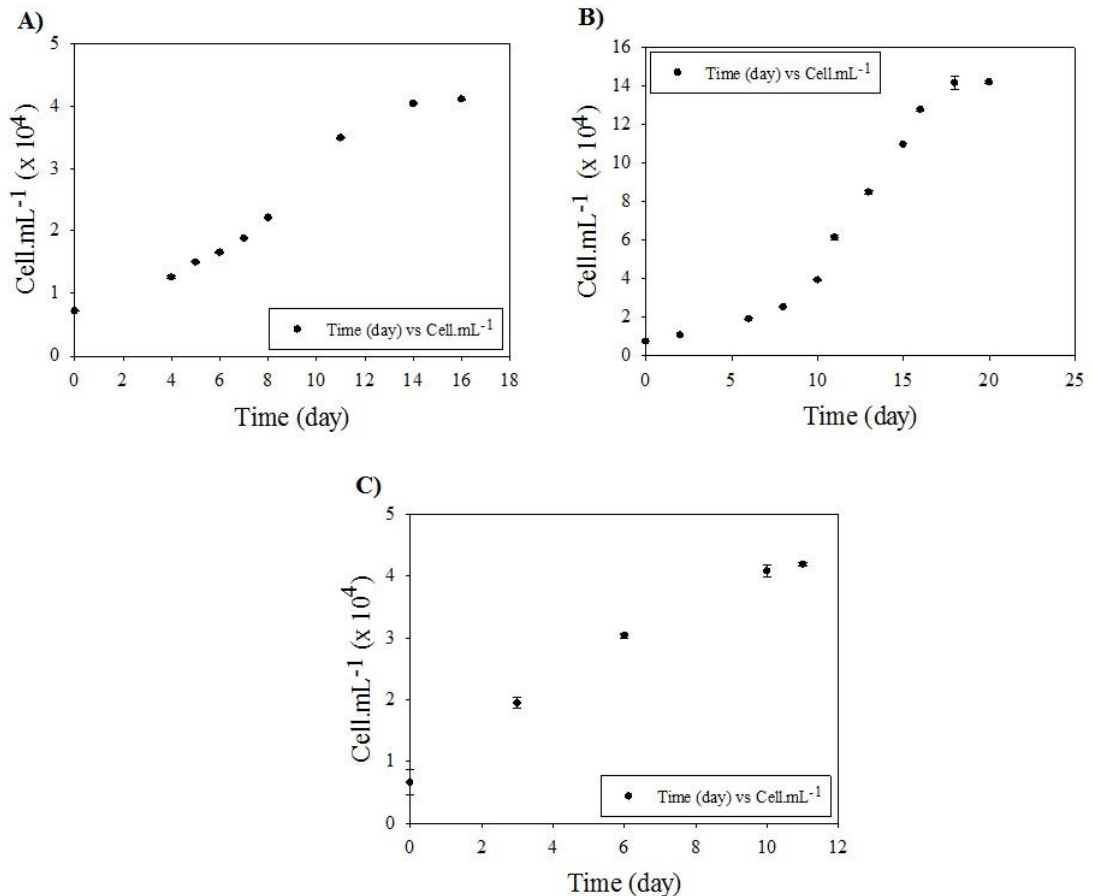 A)
Cell.mL⁻¹ (x 10⁴)
5
4
3
2
1
0
Time (day) vs Cell.mL⁻¹
0 2 4 6 8 10 12 14 16 18
Time (day)
B)
Cell.mL⁻¹ (x 10⁴)
16
14
12
10
8
6
4
2
0
Time (day) vs Cell.mL⁻¹
0 5 10 15 20 25
Time (day)
C)
Cell.mL⁻¹ (x 10⁴)
5
4
3
2
1
0
Time (day) vs Cell.mL⁻¹
0 2 4 6 8 10 12
Time (day)